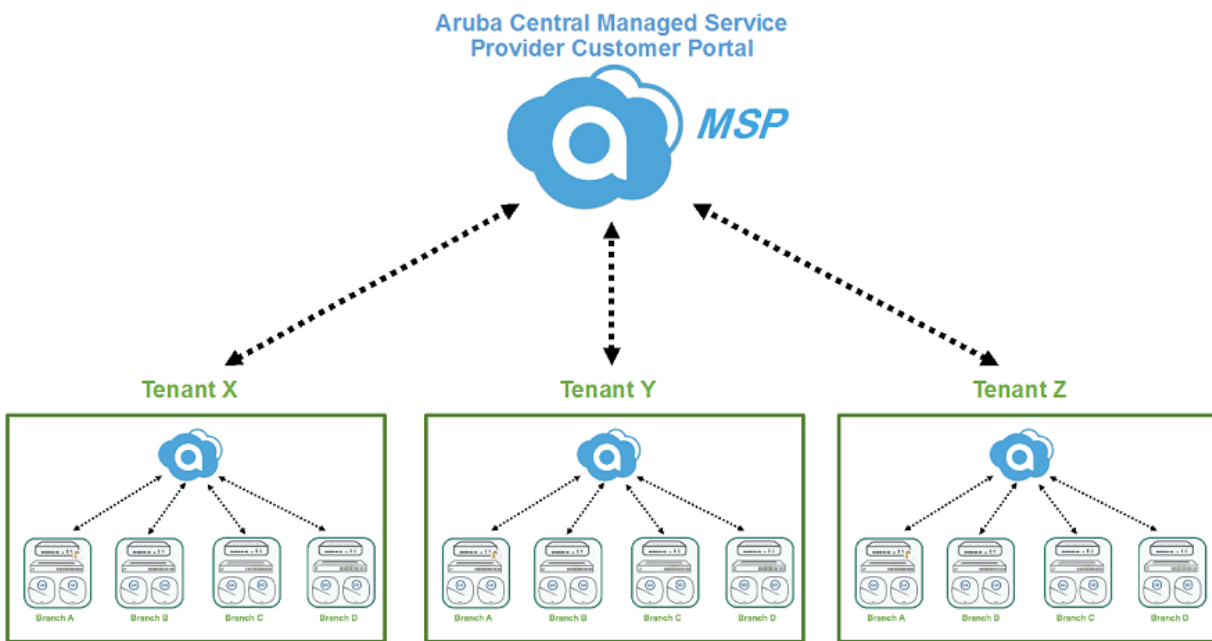 Aruba Central Managed Service
Provider Customer Portal
MSP
Tenant X
Tenant Y
Tenant Z
Branch A
Branch B
Branch C
Branch D
Branch A
Branch B
Branch C
Branch D
Branch A
Branch B
Branch C
Branch D